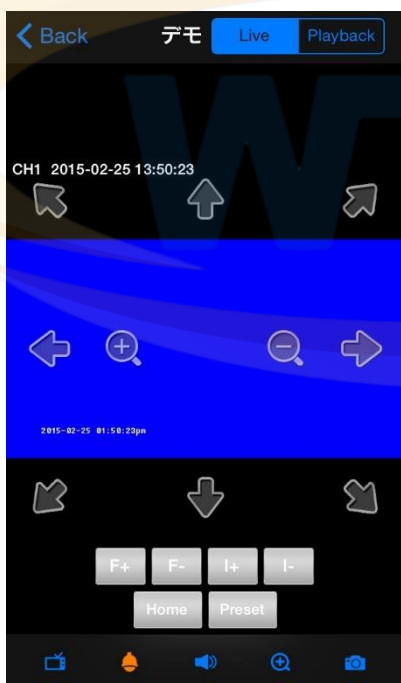 Back デモ Live Playback
CH1 2015-02-25 13:50:23
2015-02-25 01:50:23pm
F+ F- I+ I-
Home Preset